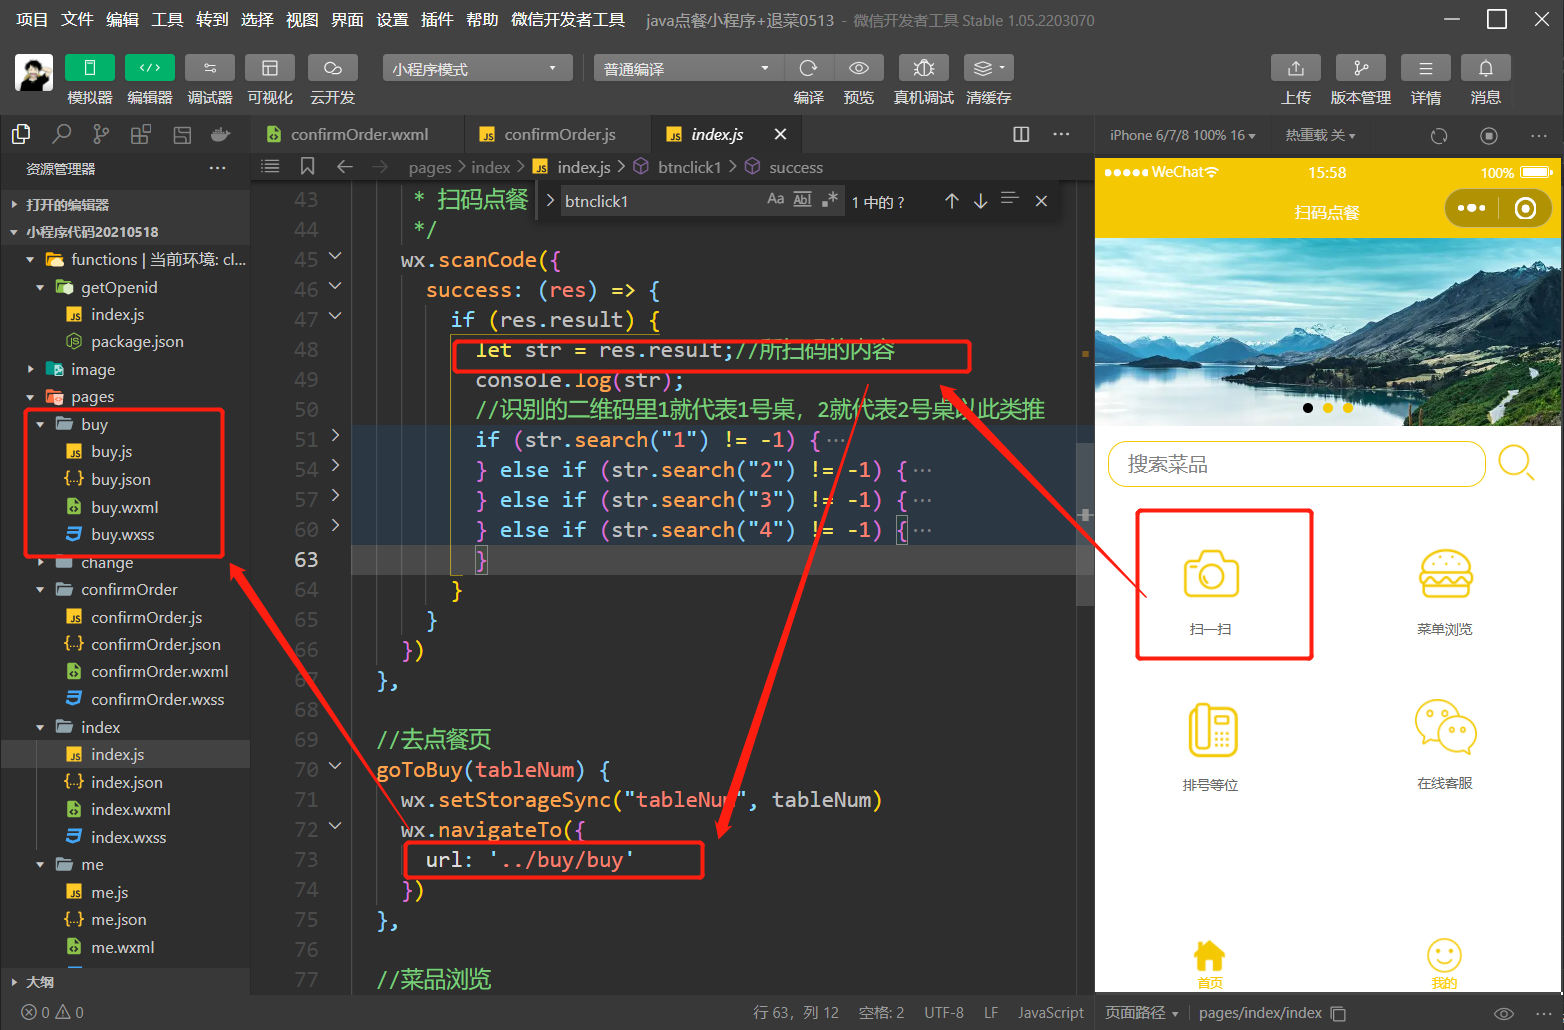 项目 文件 编辑 工具 转到 选择 视图 界面 设置 插件 帮助 微信开发者工具 java点餐小程序+退菜0513 - 微信开发者工具 Stable 1.05.2203070
小程序模式 普通编译
模拟器 编辑器 调试器 可视化 云开发 编译 预览 真机调试 清缓存 上传 版本管理 详情 消息
confirmOrder.wxml confirmOrder.js index.js
iPhone 6/7/8 100% 16 热重载 关
资源管理器
pages > index > index.js > btnclick1 > success
打开的编辑器
小程序代码20210518
functions | 当前环境: cl...
getOpenid
index.js
package.json
image
pages
buy
buy.js
buy.json
buy.wxml
buy.wxss
change
confirmOrder
confirmOrder.js
confirmOrder.json
confirmOrder.wxml
confirmOrder.wxss
index
index.js
index.json
index.wxml
index.wxss
me
me.js
me.json
me.wxml
大纲
btnclick1 Aa Abl .* 1 中的 ?
43 * 扫码点餐
44 */
45 wx.scanCode({
46 success: (res) => {
47 if (res.result) {
48 let str = res.result;//所扫码的内容
49 console.log(str);
50 //识别的二维码里1就代表1号桌，2就代表2号桌以此类推
51 if (str.search("1") != -1) {···
54 } else if (str.search("2") != -1) {···
57 } else if (str.search("3") != -1) {···
60 } else if (str.search("4") != -1) {···
63 }
64 }
65 }
66 })
67 },
68
69 //去点餐页
70 goToBuy(tableNum) {
71 wx.setStorageSync("tableNum", tableNum)
72 wx.navigateTo({
73 url: '../buy/buy'
74 })
75 },
76
77 //菜品浏览
WeChat 15:58 100%
扫码点餐
搜索菜品
扫一扫 菜单浏览
排号等位 在线客服
首页 我的
0 0 行 63，列 12 空格: 2 UTF-8 LF JavaScript 页面路径 pages/index/index